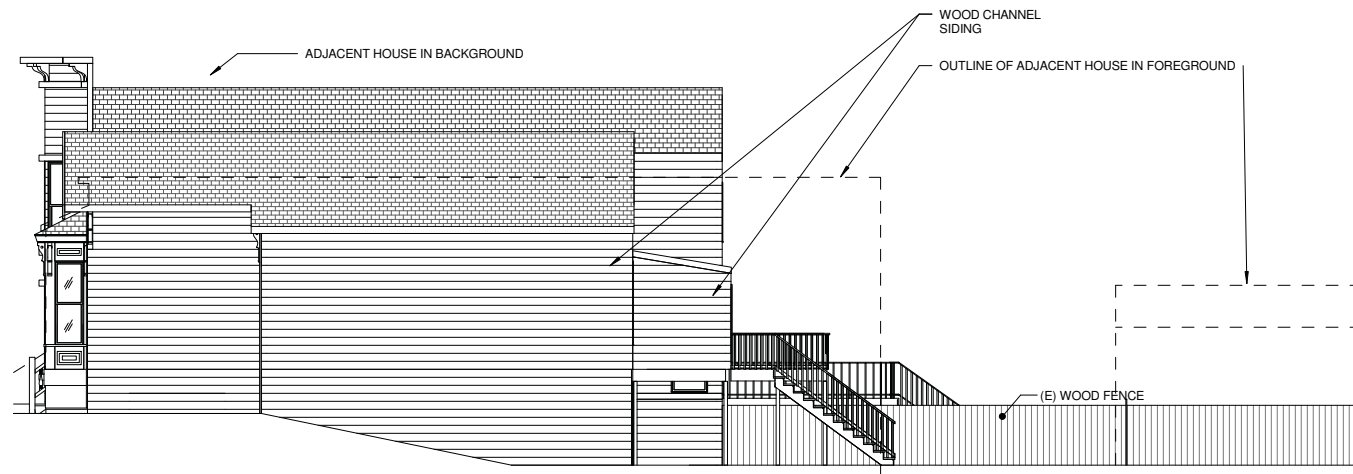 WOOD CHANNEL
SIDING
ADJACENT HOUSE IN BACKGROUND
OUTLINE OF ADJACENT HOUSE IN FOREGROUND
(E) WOOD FENCE